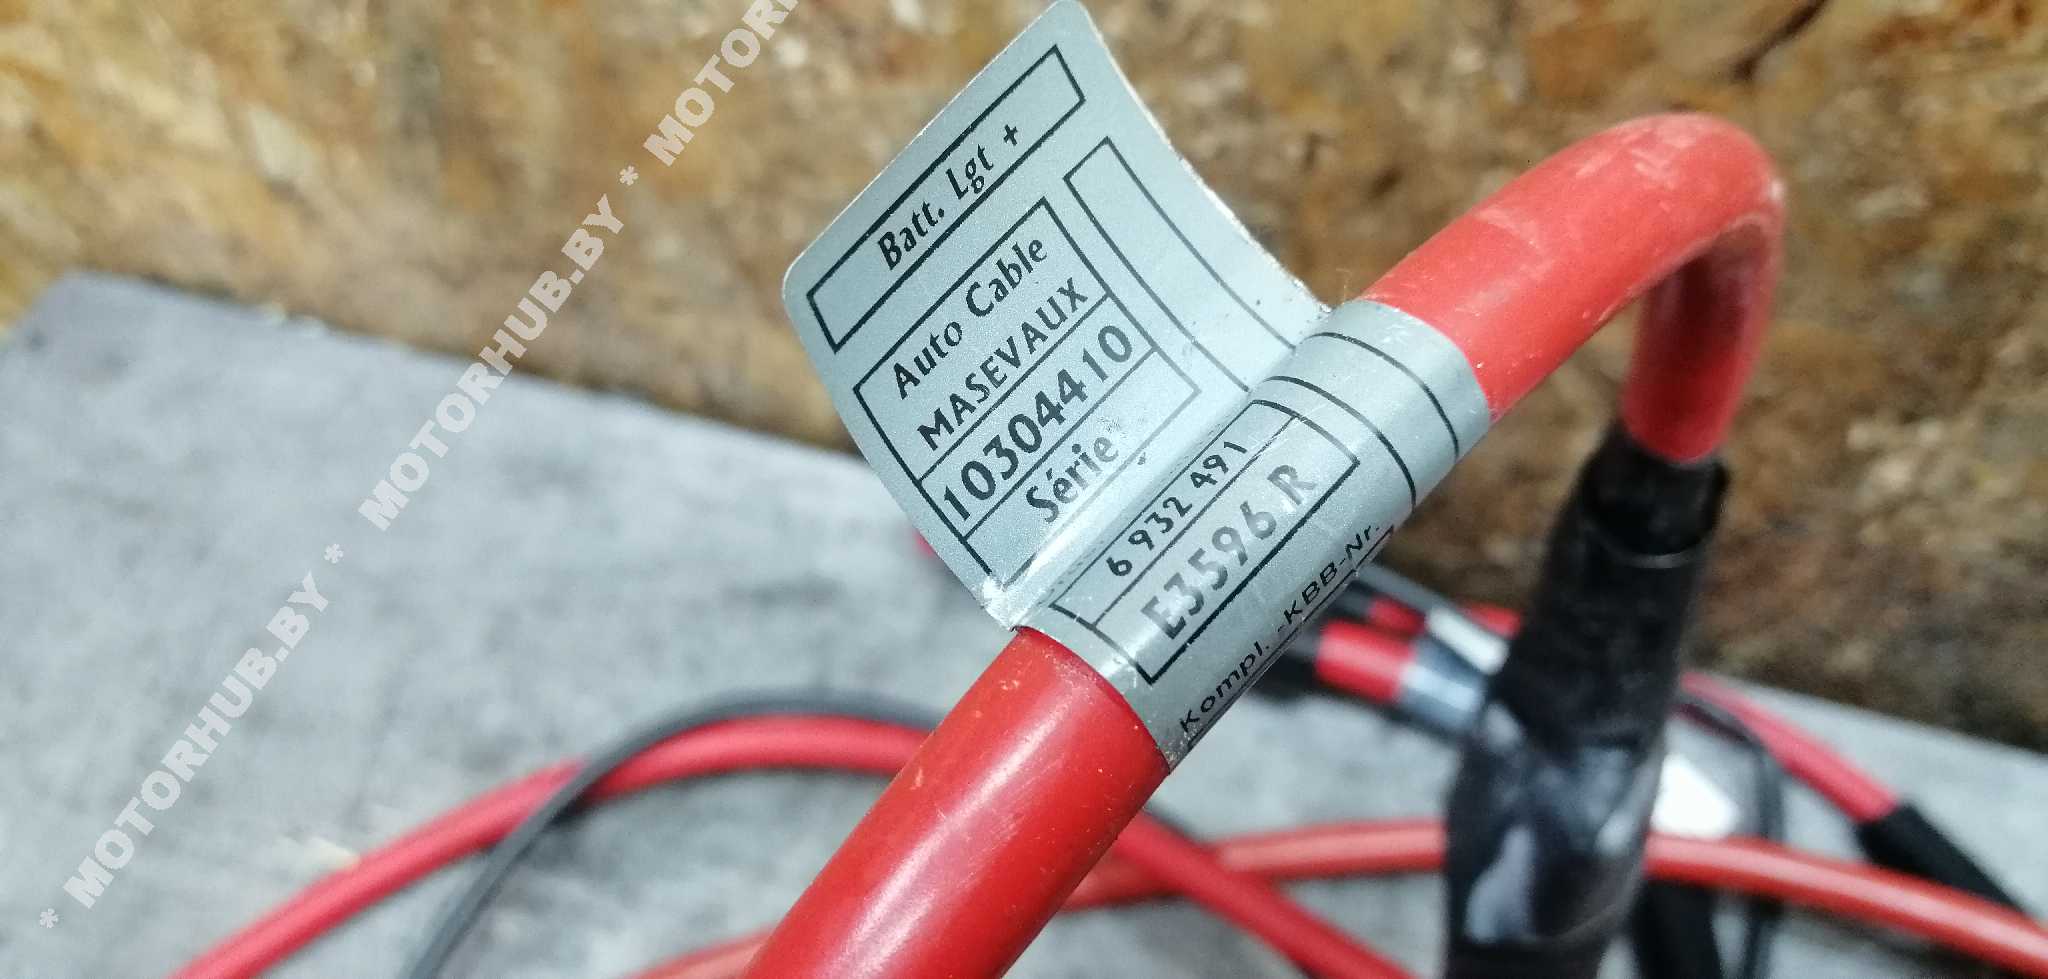 Batt. Lgt +
Auto Cable
MASEVAUX
10304410
Série
6 932 491
E3596 R
Kompl. -KBB-Nr.
* MOTORHUB.BY * MOTORHUB.BY * MOTORHUB.BY * MOTOR